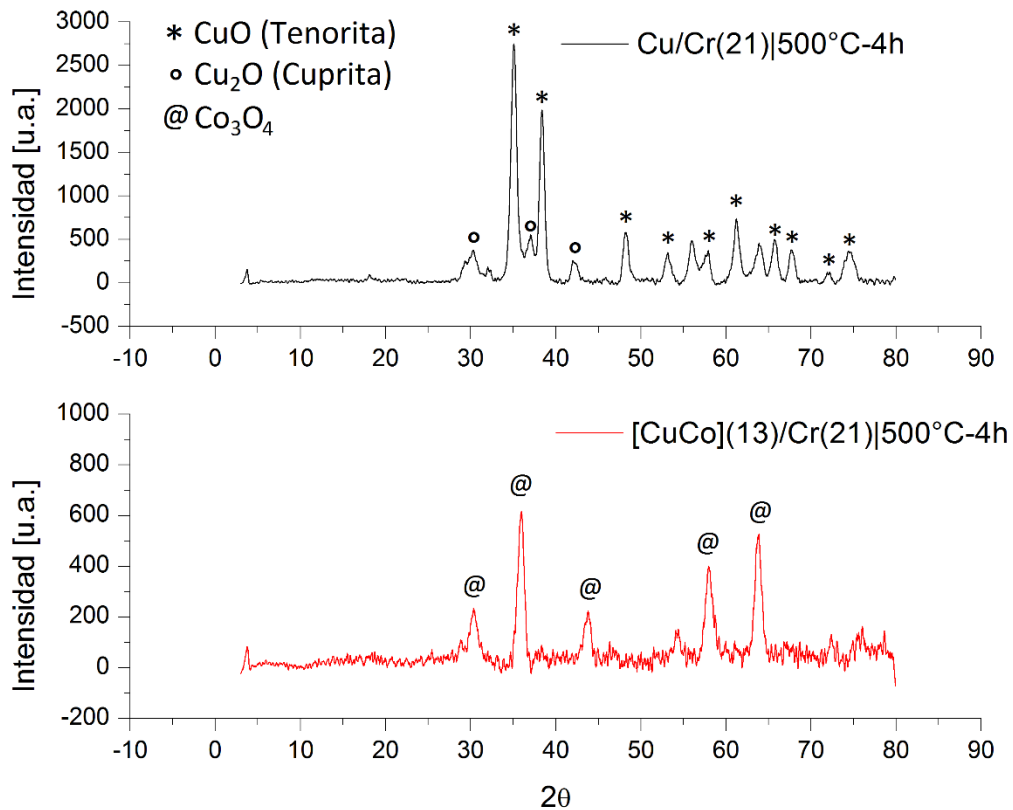 Intensidad [u.a.]
3000
2500
2000
1500
1000
500
0
-500
* CuO (Tenorita)
o Cu₂O (Cuprita)
@ Co₃O₄
Cu/Cr(21)|500°C-4h
*
*
o
o
o
*
*
*
*
*
*
*
*
-10 0 10 20 30 40 50 60 70 80 90
Intensidad [u.a.]
1000
800
600
400
200
0
-200
[CuCo](13)/Cr(21)|500°C-4h
@
@
@
@
@
-10 0 10 20 30 40 50 60 70 80 90
2θ